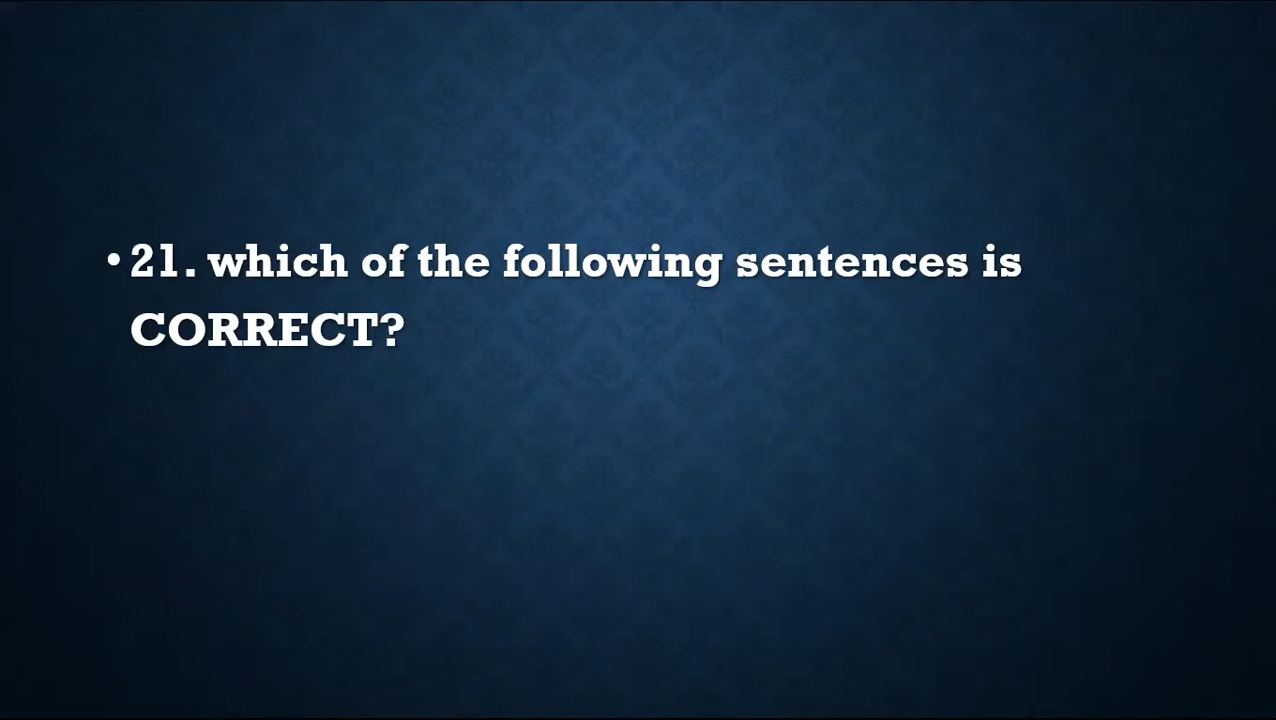 • 21. which of the following sentences is
CORRECT?